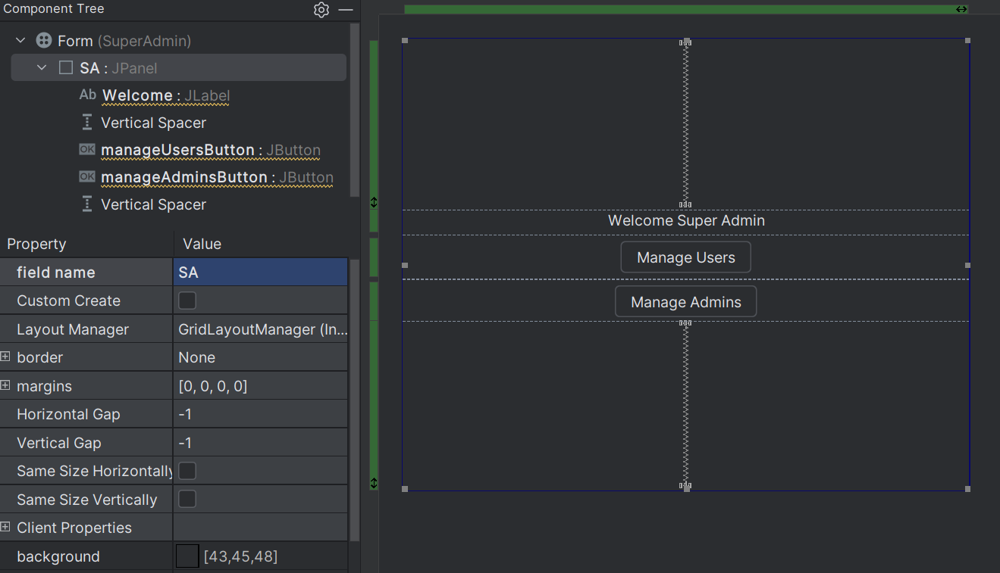 Component Tree
Form (SuperAdmin)
SA : JPanel
Ab Welcome : JLabel
Vertical Spacer
OK manageUsersButton : JButton
OK manageAdminsButton : JButton
Vertical Spacer
Property Value
field name SA
Custom Create
Layout Manager GridLayoutManager (In...
border None
margins [0, 0, 0, 0]
Horizontal Gap -1
Vertical Gap -1
Same Size Horizontally
Same Size Vertically
Client Properties
background [43,45,48]
Welcome Super Admin
Manage Users
Manage Admins